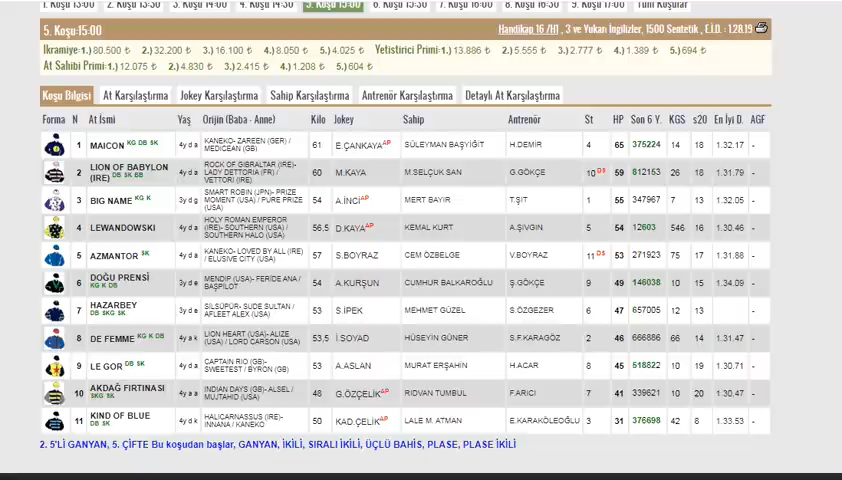 1. Koşu 13:00 2. Koşu 13:30 3. Koşu 14:00 4. Koşu 14:30 5. Koşu 15:00 6. Koşu 15:30 7. Koşu 16:00 8. Koşu 16:30 9. Koşu 17:00 Tüm Koşular
5. Koşu:15:00 Handikap 16 /H1 , 3 ve Yukarı İngilizler, 1500 Sentetik , E.İ.D. : 1.28.19
Ikramiye:1.) 80.500 ₺ 2.) 32.200 ₺ 3.) 16.100 ₺ 4.) 8.050 ₺ 5.) 4.025 ₺ Yetistirici Primi:1.) 13.886 ₺ 2.) 5.555 ₺ 3.) 2.777 ₺ 4.) 1.389 ₺ 5.) 694 ₺
At Sahibi Primi:1.) 12.075 ₺ 2.) 4.830 ₺ 3.) 2.415 ₺ 4.) 1.208 ₺ 5.) 604 ₺
Koşu Bilgisi At Karşılaştırma Jokey Karşılaştırma Sahip Karşılaştırma Antrenör Karşılaştırma Detaylı At Karşılaştırma
Forma N At İsmi Yaş Orijin (Baba - Anne) Kilo Jokey Sahip Antrenör St HP Son 6 Y. KGS s20 En İyi D. AGF
1 MAICON KG DB SK 4y d a KANEKO- ZAREEN (GER) / MEDICEAN (GB) 61 E.ÇANKAYA AP SÜLEYMAN BAŞYİĞİT H.DEMİR 4 65 375224 14 18 1.32.17 -
2 LION OF BABYLON (IRE) DB SK BB 4y d a ROCK OF GIBRALTAR (IRE)- LADY DETTORIA (FR) / VETTORI (IRE) 60 M.KAYA M.SELÇUK SAN G.GÖKÇE 10 DS 59 812153 26 18 1.31.79 -
3 BIG NAME KG K 3y d g SMART ROBIN (JPN)- PRIZE MOMENT (USA) / PURE PRIZE (USA) 54 A.İNCİ AP MERT BAYIR T.ŞIT 1 55 347967 7 13 1.32.05 -
4 LEWANDOWSKI 4y d a HOLY ROMAN EMPEROR (IRE)- SOUTHERN (USA) / SOUTHERN HALO (USA) 56,5 D.KAYA AP KEMAL KURT A.ŞIVGIN 5 54 12603 546 16 1.30.46 -
5 AZMANTOR SK 4y d a KANEKO- LOVED BY ALL (IRE) / ELUSIVE CITY (USA) 57 S.BOYRAZ CEM ÖZBELGE V.BOYRAZ 11 DS 53 271923 75 17 1.31.88 -
6 DOĞU PRENSİ KG K DB 3y d e MENDIP (USA)- FERİDE ANA / BAŞPİLOT 54 A.KURŞUN CUMHUR BALKAROĞLU Ş.GÖKÇE 9 49 146038 10 15 1.34.09 -
7 HAZARBEY DB SKG SK 3y d e SILSÜPÜR- SUDE SULTAN / AFLEET ALEX (USA) 53 S.İPEK MEHMET GÜZEL S.ÖZGEZER 6 47 657005 12 13 -
8 DE FEMME KG K DB 4y a k LION HEART (USA)- ALIZE (USA) / LORD CARSON (USA) 53,5 İ.SOYAD HÜSEYİN GÜNER S.F.KARAGÖZ 2 46 666886 66 14 1.31.47 -
9 LE GOR DB SK 4y d a CAPTAIN RIO (GB)- SWEETEST / BYRON (GB) 53 A.ASLAN MURAT ERŞAHİN H.ACAR 8 45 518822 10 19 1.30.71 -
10 AKDAĞ FIRTINASI SKG SK 4y a a INDIAN DAYS (GB)- ALSEL / MUJTAHID (USA) 48 G.ÖZÇELİK AP RIDVAN TUMBUL F.ARICI 7 41 339621 10 20 1.30.47 -
11 KIND OF BLUE DB SK 4y d k HALICARNASSUS (IRE)- INNANA / KANEKO 50 KAD.ÇELİK AP LALE M. ATMAN E.KARAKÖLEOĞLU 3 31 376698 42 8 1.33.53 -
2. 5'Lİ GANYAN, 5. ÇİFTE Bu koşudan başlar, GANYAN, İKİLİ, SIRALI İKİLİ, ÜÇLÜ BAHİS, PLASE, PLASE İKİLİ